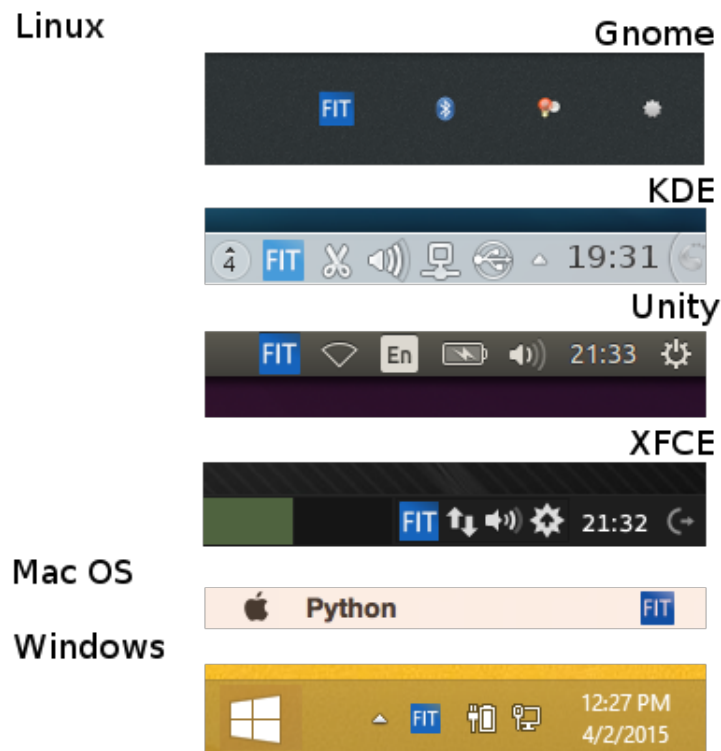 Linux
Gnome
FIT
KDE
4 FIT 19:31
Unity
FIT En 21:33
XFCE
FIT 21:32
Mac OS
Python FIT
Windows
FIT 12:27 PM
4/2/2015